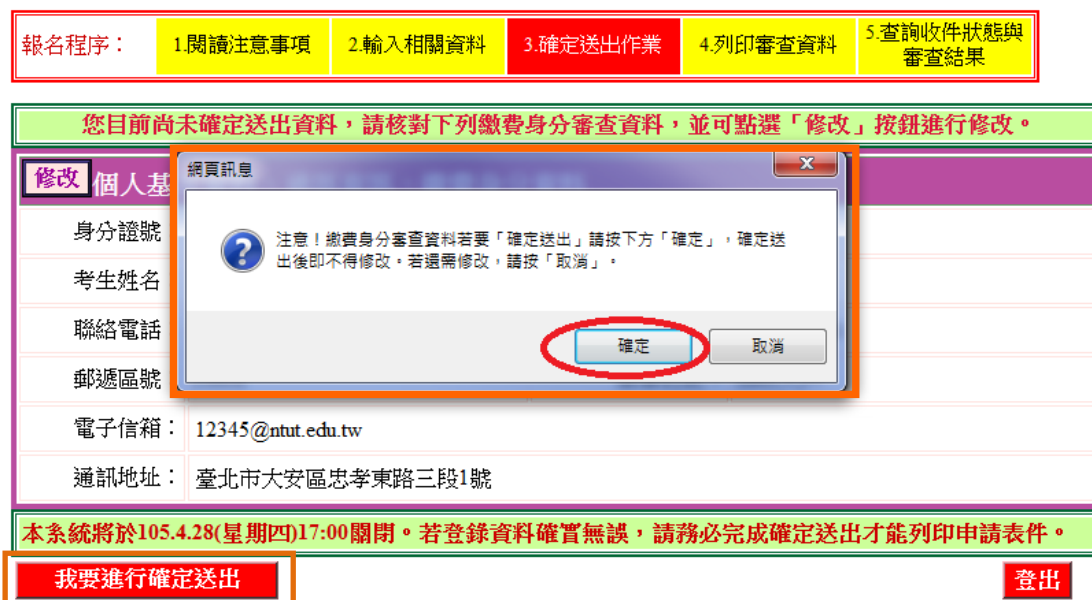 報名程序：
1.閱讀注意事項
2.輸入相關資料
3.確定送出作業
4.列印審查資料
5.查詢收件狀態與
審查結果
您目前尚未確定送出資料，請核對下列繳費身分審查資料，並可點選「修改」按鈕進行修改。
修改 個人基
網頁訊息
注意！繳費身分審查資料若要「確定送出」請按下方「確定」，確定送
出後即不得修改。若還需修改，請按「取消」。
確定 取消
身分證號
考生姓名
聯絡電話
郵遞區號
電子信箱： 12345@ntut.edu.tw
通訊地址： 臺北市大安區忠孝東路三段1號
本系統將於105.4.28(星期四)17:00關閉。若登錄資料確實無誤，請務必完成確定送出才能列印申請表件。
我要進行確定送出
登出